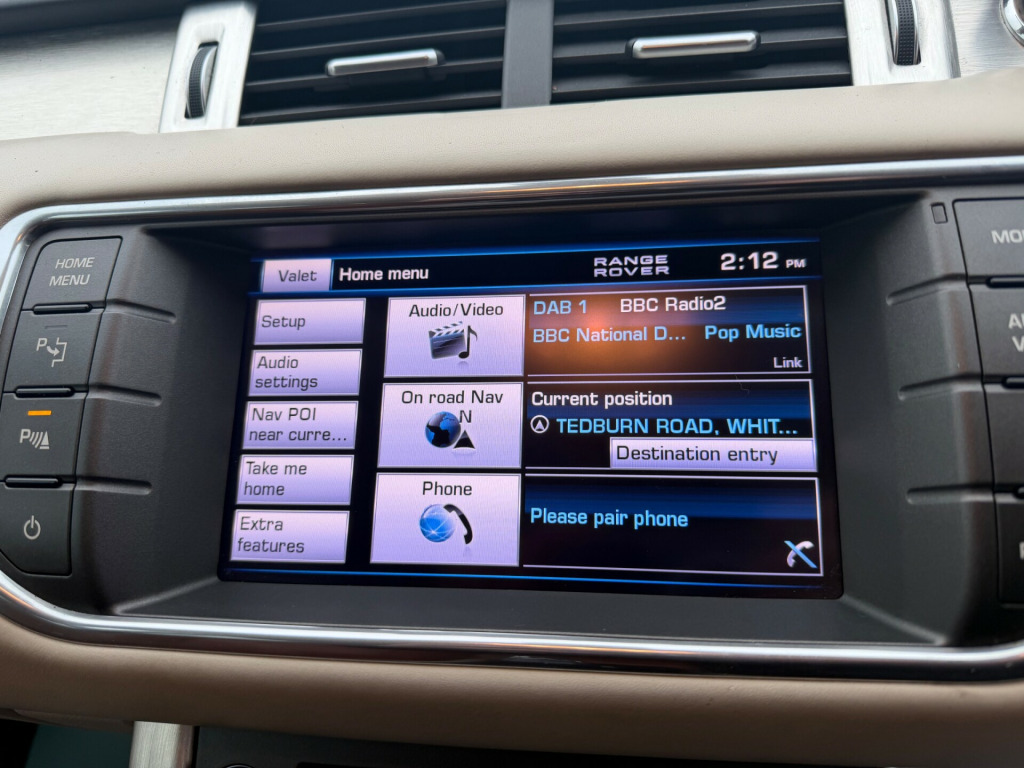 HOME
MENU
P
P
Valet
Home menu
RANGE
ROVER
2:12 PM
Setup
Audio
settings
Nav POI
near curre...
Take me
home
Extra
features
Audio/Video
On road Nav
N
Phone
DAB 1 BBC Radio2
BBC National D... Pop Music
Link
Current position
TEDBURN ROAD, WHIT...
Destination entry
Please pair phone